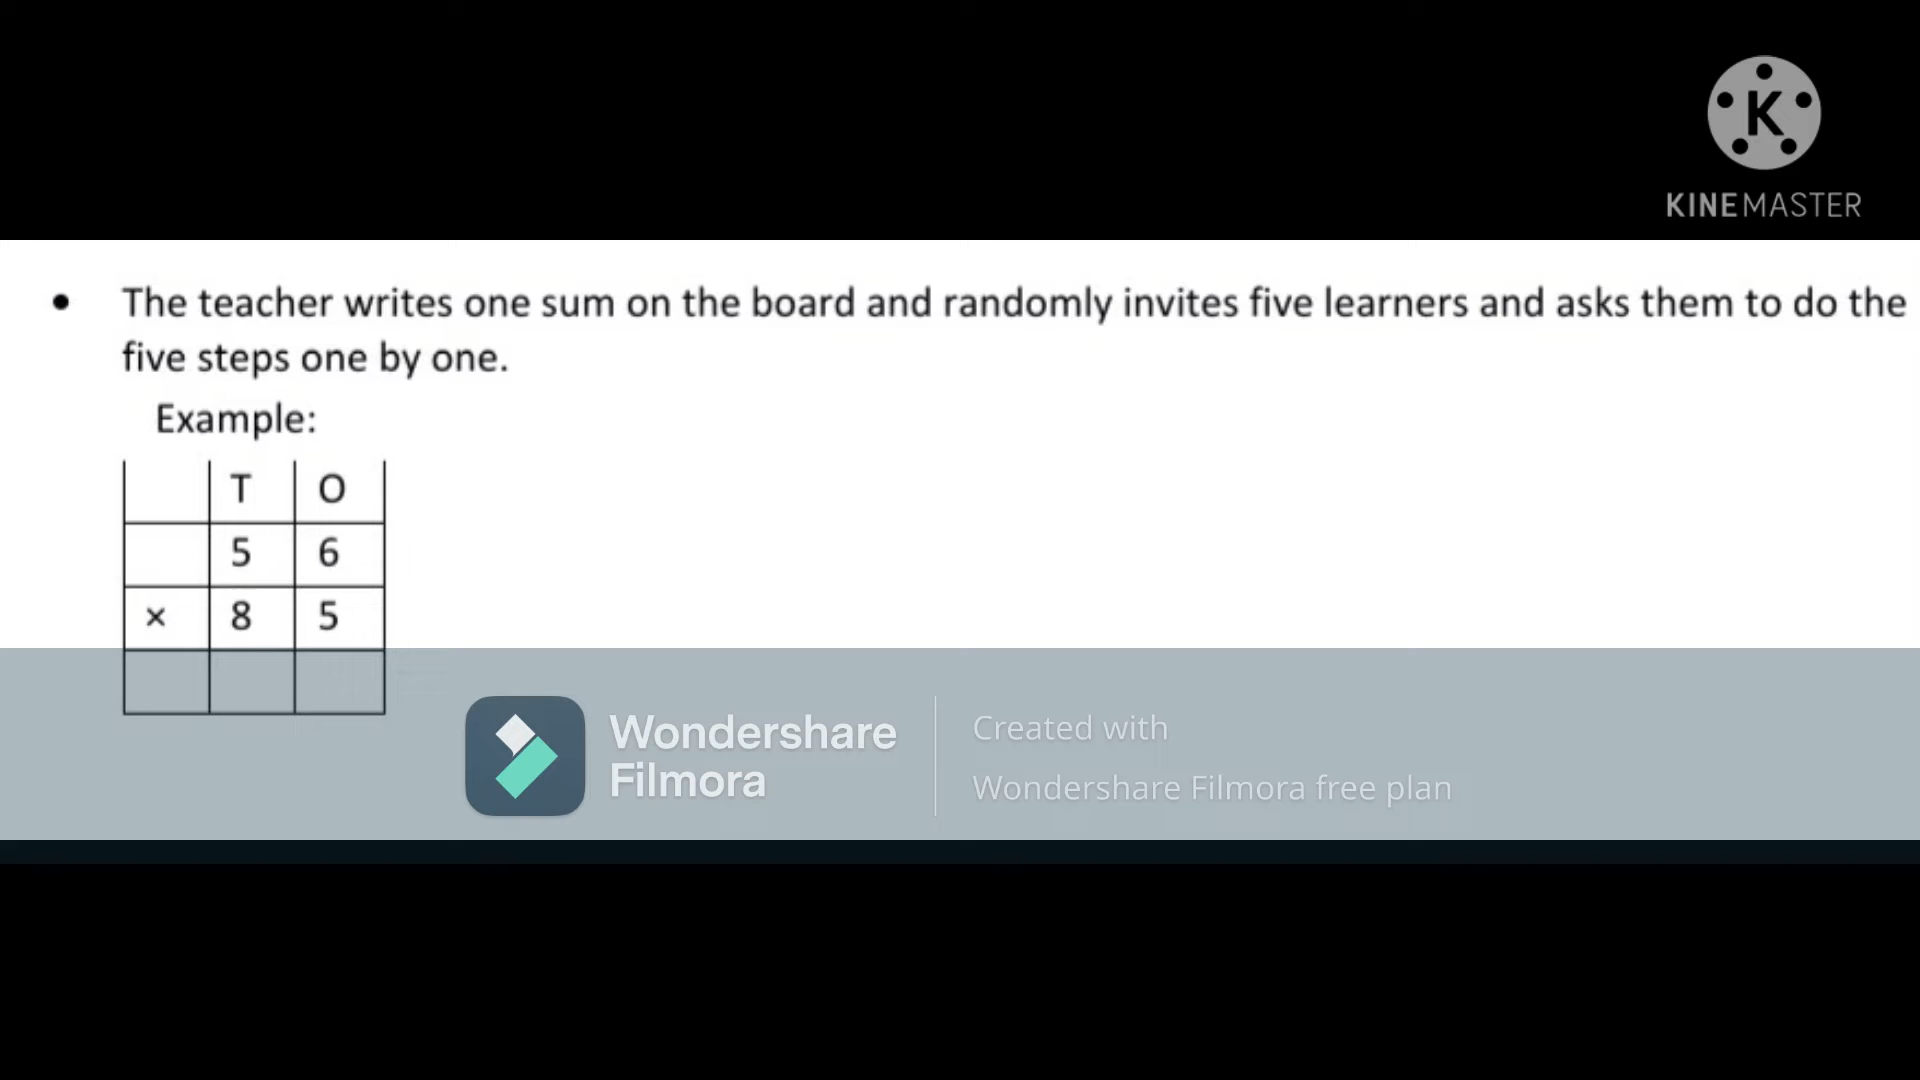 K
KINEMASTER
• The teacher writes one sum on the board and randomly invites five learners and asks them to do the
five steps one by one.
Example:
T O
5 6
× 8 5
Wondershare
Filmora
Created with
Wondershare Filmora free plan